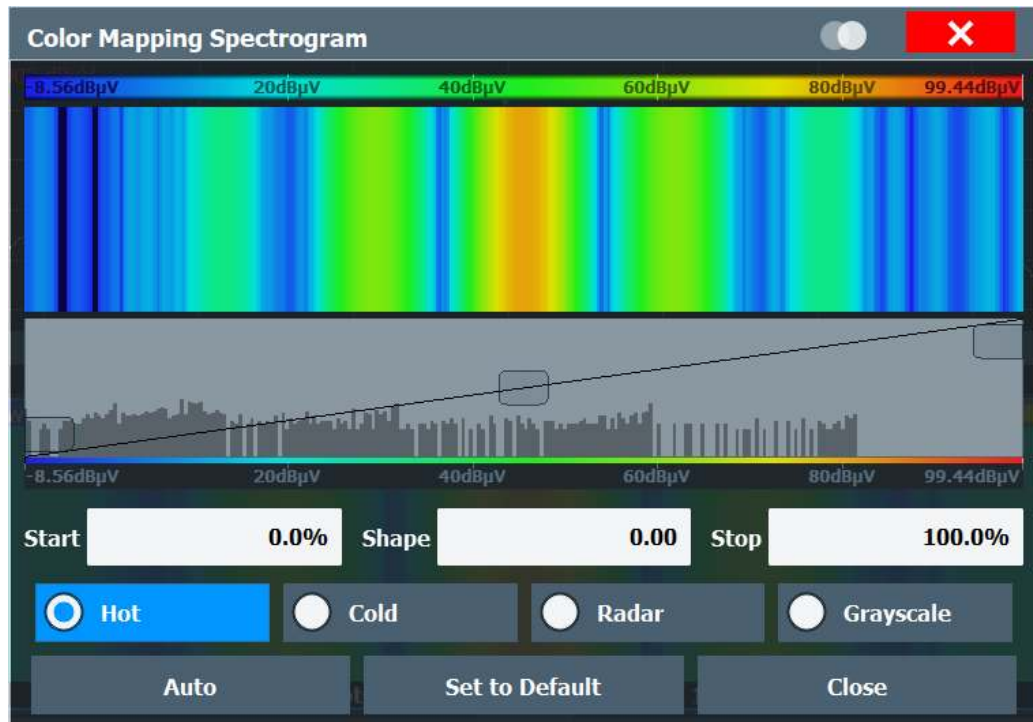 Color Mapping Spectrogram
-8.56dBµV 20dBµV 40dBµV 60dBµV 80dBµV 99.44dBµV
-8.56dBµV 20dBµV 40dBµV 60dBµV 80dBµV 99.44dBµV
Start 0.0% Shape 0.00 Stop 100.0%
Hot Cold Radar Grayscale
Auto Set to Default Close